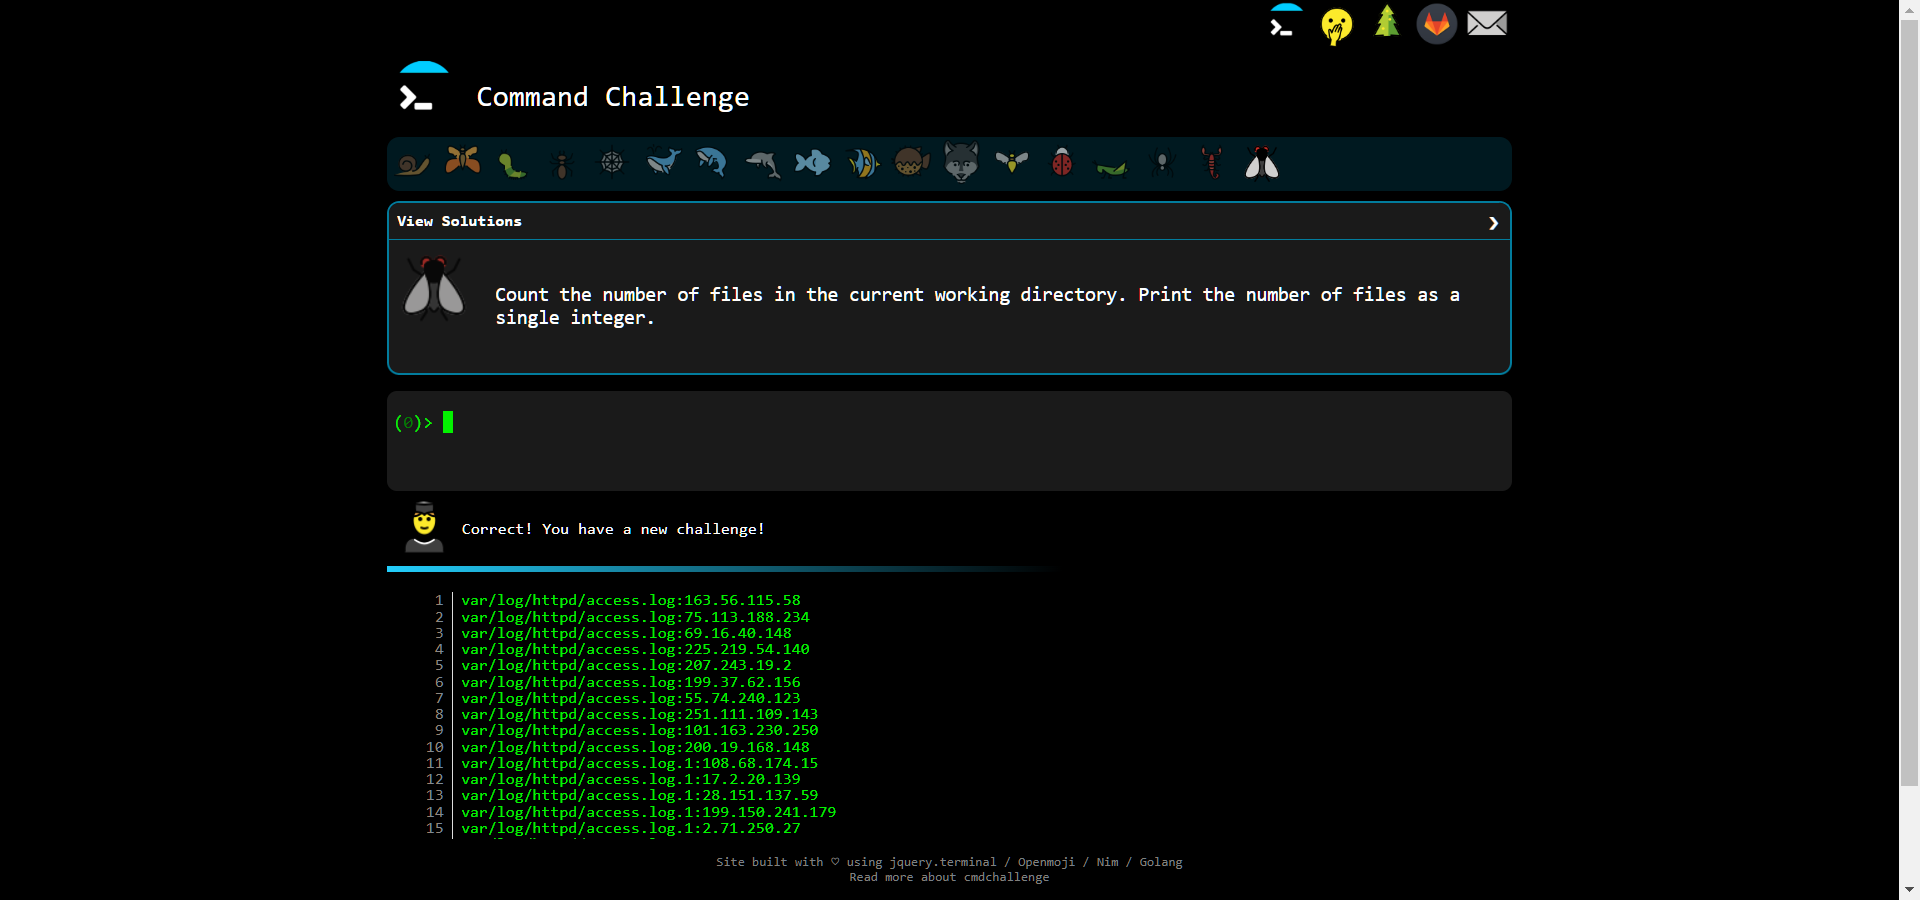 Command Challenge
View Solutions
Count the number of files in the current working directory. Print the number of files as a
single integer.
(0)>
Correct! You have a new challenge!
1 var/log/httpd/access.log:163.56.115.58
2 var/log/httpd/access.log:75.113.188.234
3 var/log/httpd/access.log:69.16.40.148
4 var/log/httpd/access.log:225.219.54.140
5 var/log/httpd/access.log:207.243.19.2
6 var/log/httpd/access.log:199.37.62.156
7 var/log/httpd/access.log:55.74.240.123
8 var/log/httpd/access.log:251.111.109.143
9 var/log/httpd/access.log:101.163.230.250
10 var/log/httpd/access.log:200.19.168.148
11 var/log/httpd/access.log.1:108.68.174.15
12 var/log/httpd/access.log.1:17.2.20.139
13 var/log/httpd/access.log.1:28.151.137.59
14 var/log/httpd/access.log.1:199.150.241.179
15 var/log/httpd/access.log.1:2.71.250.27
Site built with ♡ using jquery.terminal / Openmoji / Nim / Golang
Read more about cmdchallenge